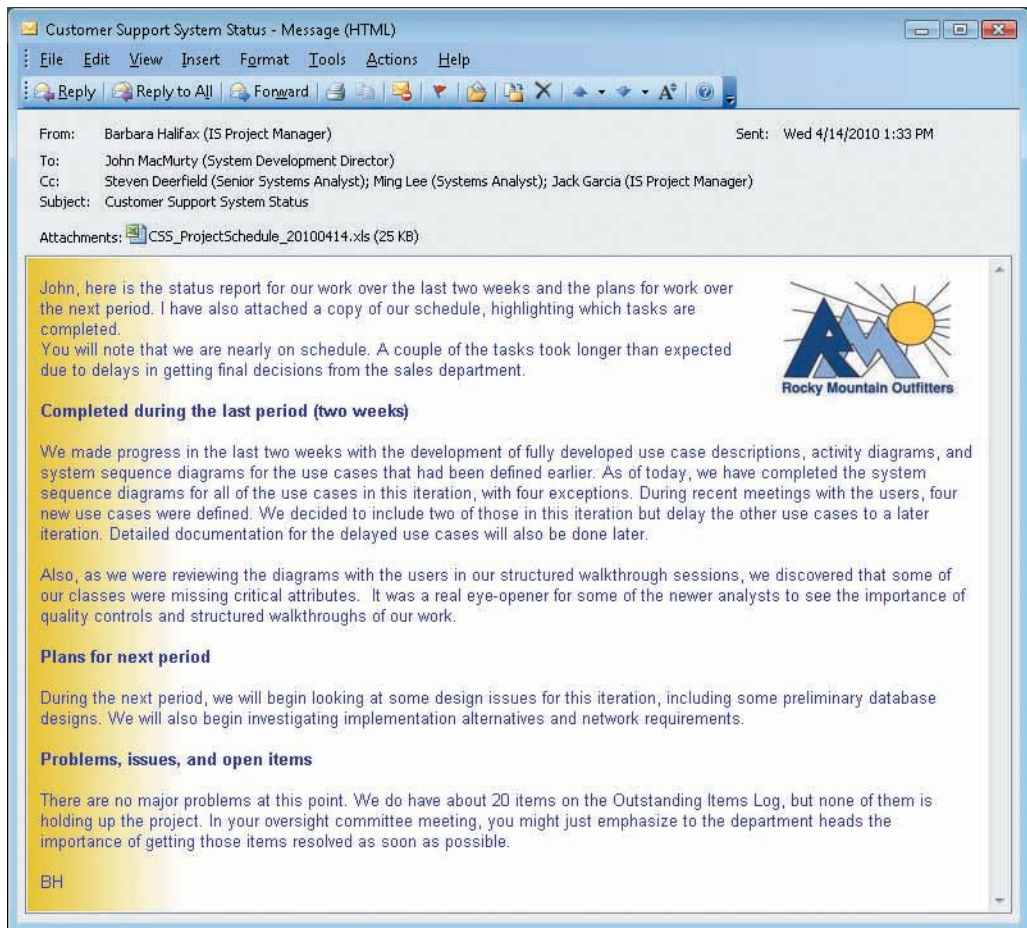 Customer Support System Status - Message (HTML)
File Edit View Insert Format Tools Actions Help
Reply Reply to All Forward A
From: Barbara Halifax (IS Project Manager) Sent: Wed 4/14/2010 1:33 PM
To: John MacMurty (System Development Director)
Cc: Steven Deerfield (Senior Systems Analyst); Ming Lee (Systems Analyst); Jack Garcia (IS Project Manager)
Subject: Customer Support System Status
Attachments: CSS_ProjectSchedule_20100414.xls (25 KB)
John, here is the status report for our work over the last two weeks and the plans for work over
the next period. I have also attached a copy of our schedule, highlighting which tasks are
completed.
You will note that we are nearly on schedule. A couple of the tasks took longer than expected
due to delays in getting final decisions from the sales department.
RMO
Rocky Mountain Outfitters
Completed during the last period (two weeks)
We made progress in the last two weeks with the development of fully developed use case descriptions, activity diagrams, and
system sequence diagrams for the use cases that had been defined earlier. As of today, we have completed the system
sequence diagrams for all of the use cases in this iteration, with four exceptions. During recent meetings with the users, four
new use cases were defined. We decided to include two of those in this iteration but delay the other use cases to a later
iteration. Detailed documentation for the delayed use cases will also be done later.
Also, as we were reviewing the diagrams with the users in our structured walkthrough sessions, we discovered that some of
our classes were missing critical attributes. It was a real eye-opener for some of the newer analysts to see the importance of
quality controls and structured walkthroughs of our work.
Plans for next period
During the next period, we will begin looking at some design issues for this iteration, including some preliminary database
designs. We will also begin investigating implementation alternatives and network requirements.
Problems, issues, and open items
There are no major problems at this point. We do have about 20 items on the Outstanding Items Log, but none of them is
holding up the project. In your oversight committee meeting, you might just emphasize to the department heads the
importance of getting those items resolved as soon as possible.
BH